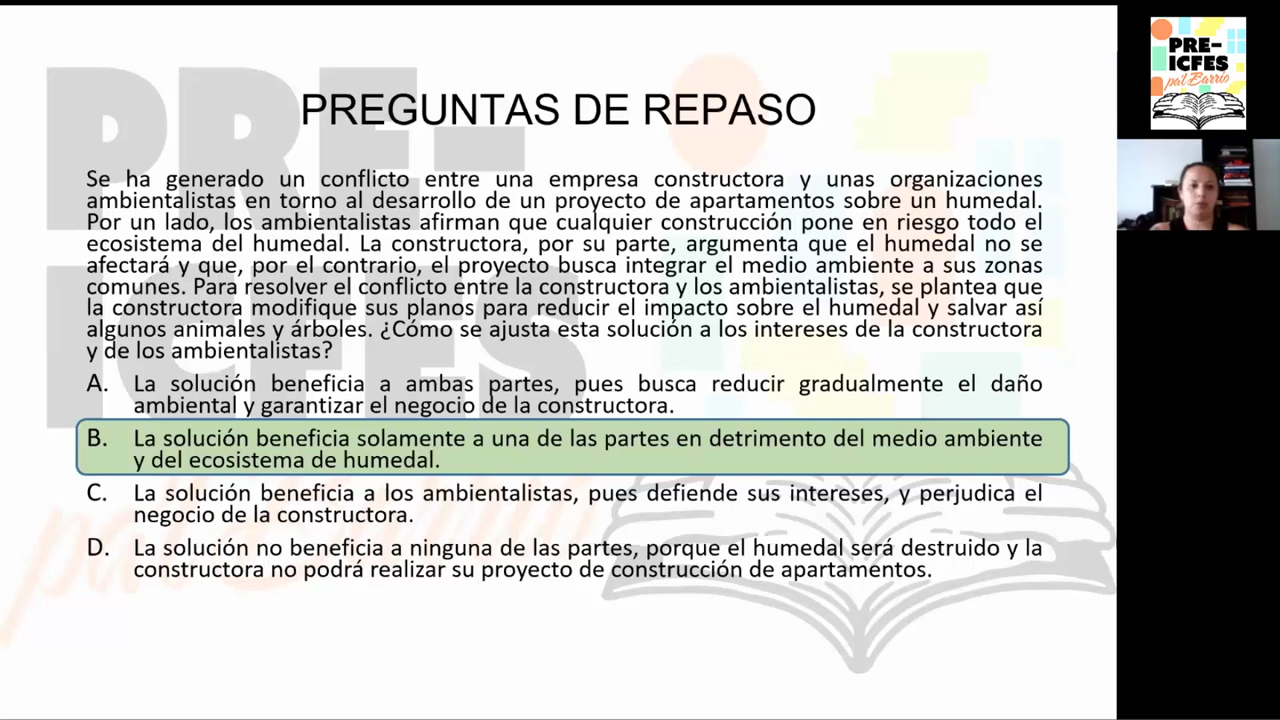 PREGUNTAS DE REPASO
Se ha generado un conflicto entre una empresa constructora y unas organizaciones
ambientalistas en torno al desarrollo de un proyecto de apartamentos sobre un humedal.
Por un lado, los ambientalistas afirman que cualquier construcción pone en riesgo todo el
ecosistema del humedal. La constructora, por su parte, argumenta que el humedal no se
afectará y que, por el contrario, el proyecto busca integrar el medio ambiente a sus zonas
comunes. Para resolver el conflicto entre la constructora y los ambientalistas, se plantea que
la constructora modifique sus planos para reducir el impacto sobre el humedal y salvar así
algunos animales y árboles. ¿Cómo se ajusta esta solución a los intereses de la constructora
y de los ambientalistas?
A. La solución beneficia a ambas partes, pues busca reducir gradualmente el daño
ambiental y garantizar el negocio de la constructora.
B. La solución beneficia solamente a una de las partes en detrimento del medio ambiente
y del ecosistema de humedal.
C. La solución beneficia a los ambientalistas, pues defiende sus intereses, y perjudica el
negocio de la constructora.
D. La solución no beneficia a ninguna de las partes, porque el humedal será destruido y la
constructora no podrá realizar su proyecto de construcción de apartamentos.
PRE-
ICFES
pal Barrio
PRE-
ICFES
pal Barrio